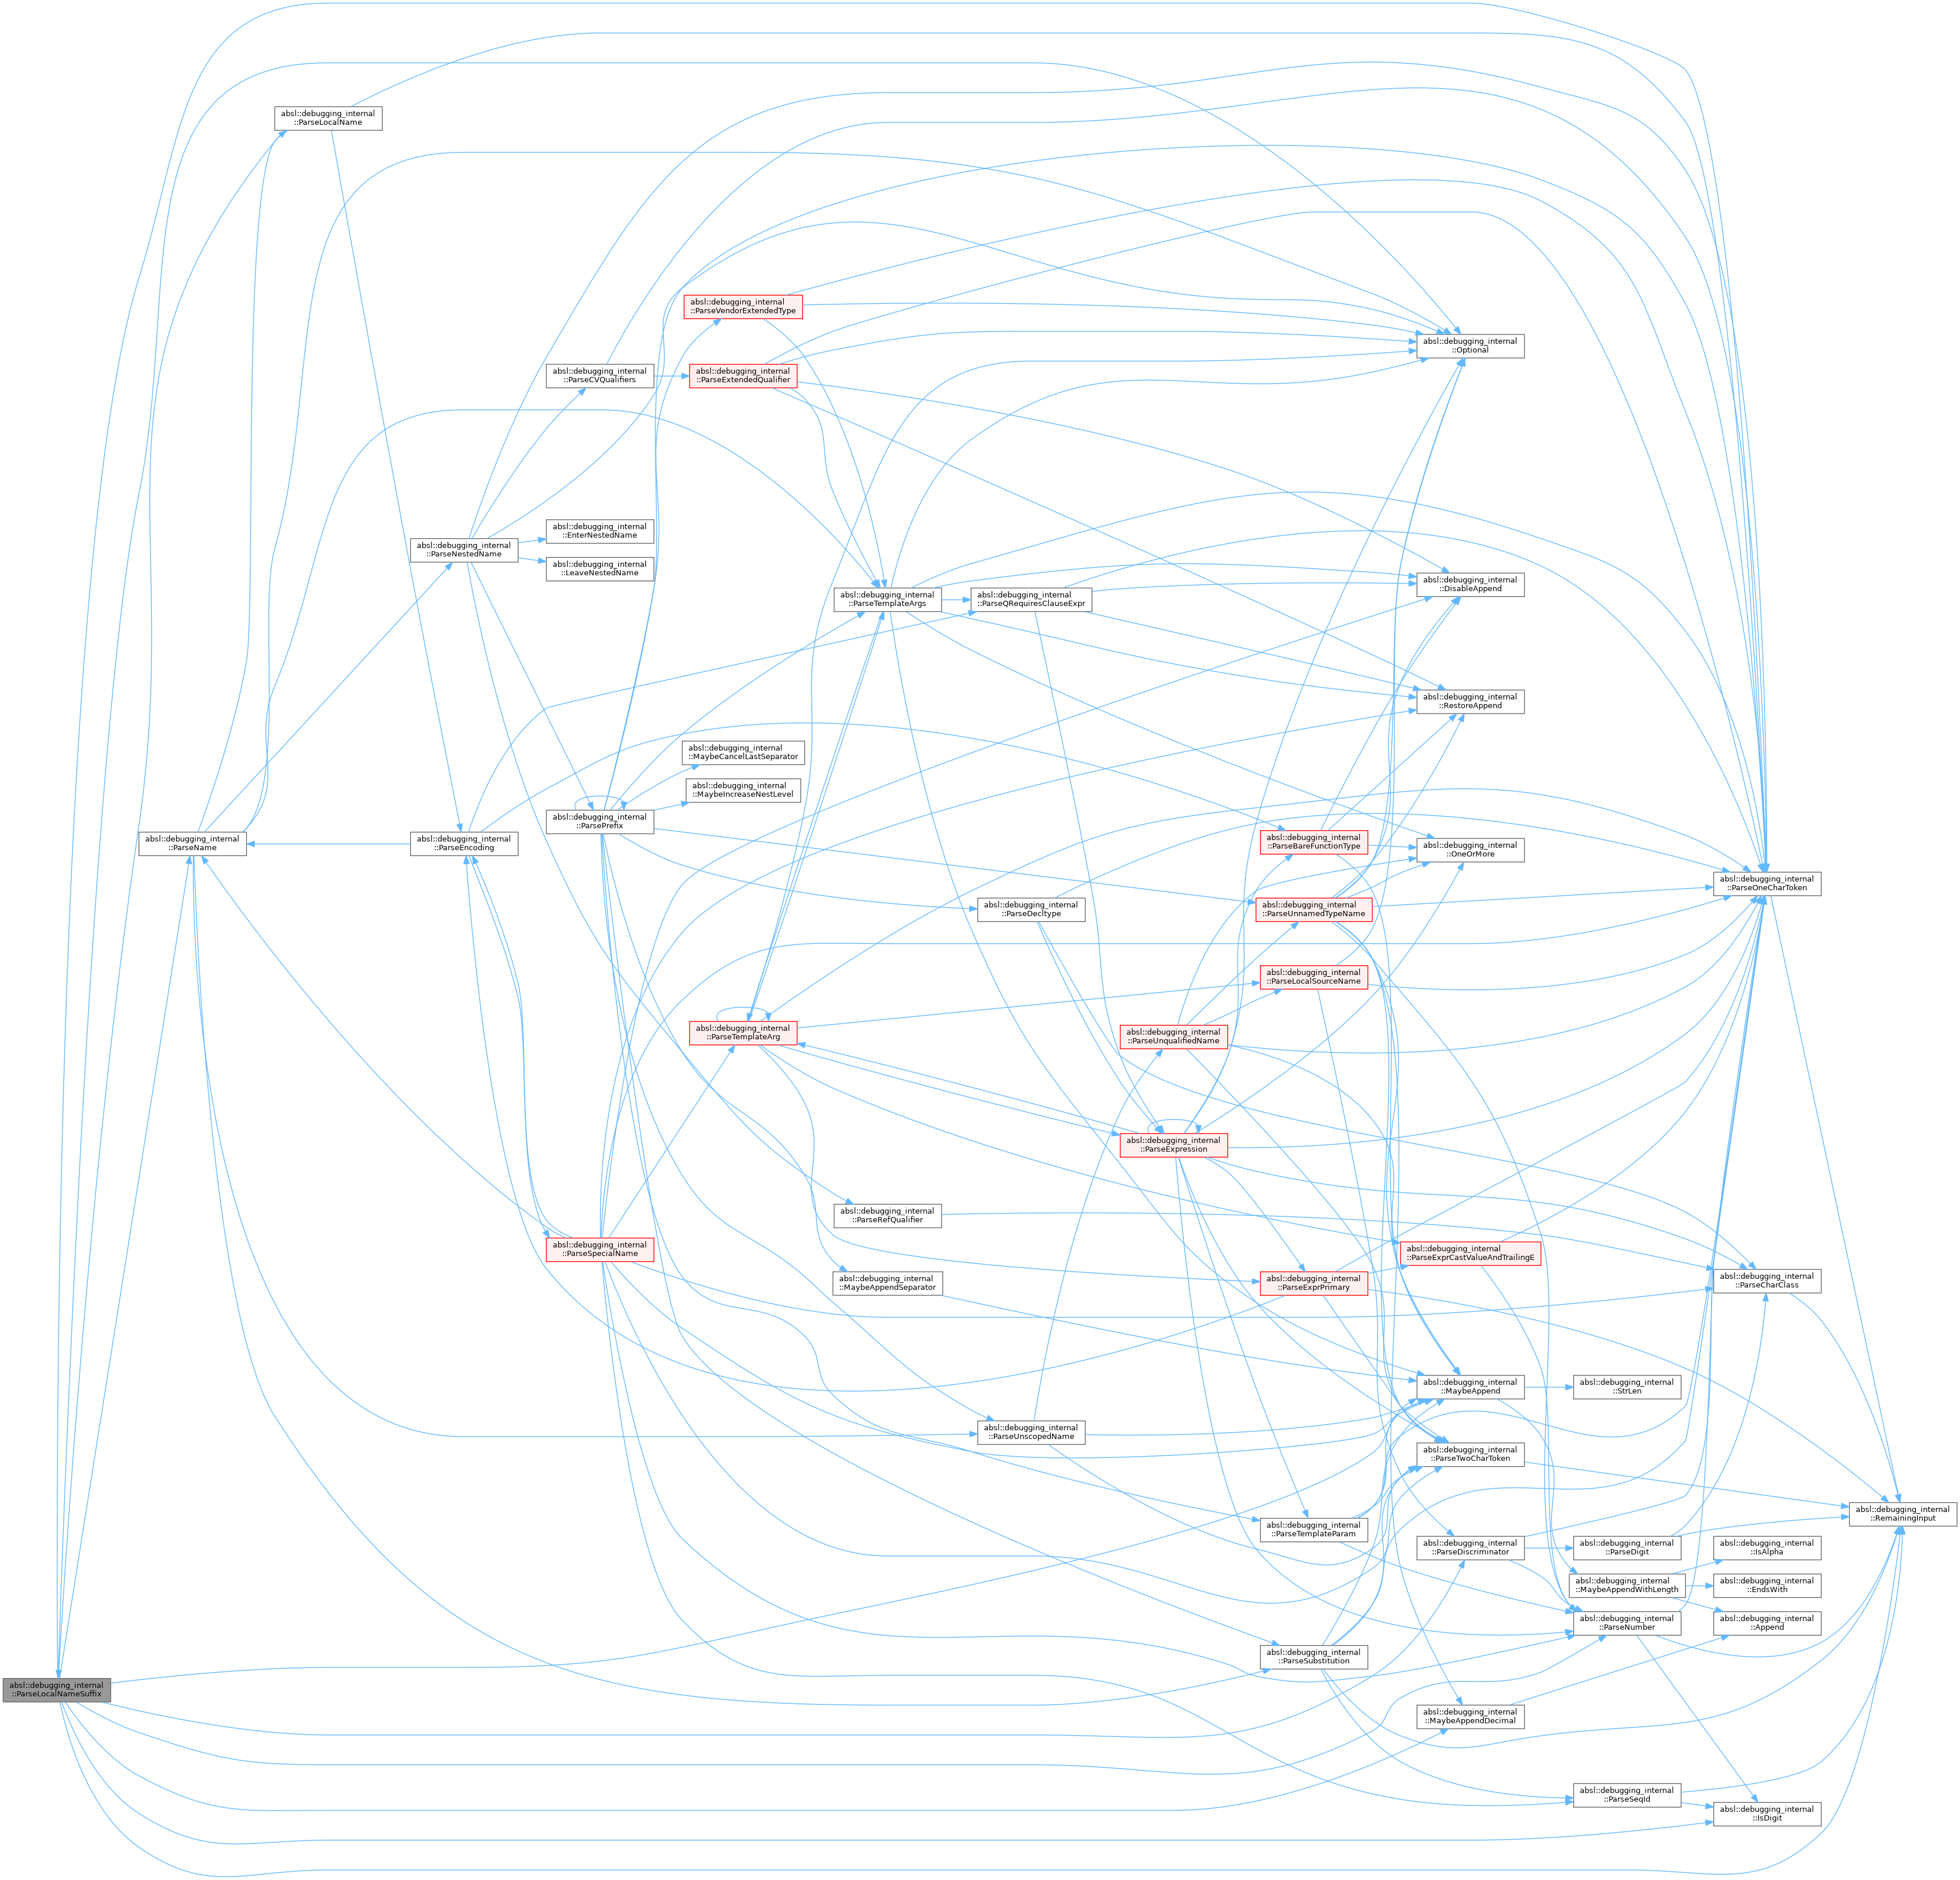 absl::debugging_internal
::ParseLocalName
absl::debugging_internal
::ParseVendorExtendedType
absl::debugging_internal
::Optional
absl::debugging_internal
::ParseCVQualifiers
absl::debugging_internal
::ParseExtendedQualifier
absl::debugging_internal
::EnterNestedName
absl::debugging_internal
::ParseNestedName
absl::debugging_internal
::LeaveNestedName
absl::debugging_internal
::DisableAppend
absl::debugging_internal
::ParseTemplateArgs
absl::debugging_internal
::ParseQRequiresClauseExpr
absl::debugging_internal
::RestoreAppend
absl::debugging_internal
::MaybeCancelLastSeparator
absl::debugging_internal
::MaybeIncreaseNestLevel
absl::debugging_internal
::ParsePrefix
absl::debugging_internal
::ParseName
absl::debugging_internal
::ParseEncoding
absl::debugging_internal
::ParseBareFunctionType
absl::debugging_internal
::OneOrMore
absl::debugging_internal
::ParseOneCharToken
absl::debugging_internal
::ParseDecltype
absl::debugging_internal
::ParseUnnamedTypeName
absl::debugging_internal
::ParseLocalSourceName
absl::debugging_internal
::ParseTemplateArg
absl::debugging_internal
::ParseUnqualifiedName
absl::debugging_internal
::ParseExpression
absl::debugging_internal
::ParseRefQualifier
absl::debugging_internal
::ParseSpecialName
absl::debugging_internal
::ParseExprCastValueAndTrailingE
absl::debugging_internal
::MaybeAppendSeparator
absl::debugging_internal
::ParseExprPrimary
absl::debugging_internal
::ParseCharClass
absl::debugging_internal
::MaybeAppend
absl::debugging_internal
::StrLen
absl::debugging_internal
::ParseUnscopedName
absl::debugging_internal
::ParseTwoCharToken
absl::debugging_internal
::RemainingInput
absl::debugging_internal
::ParseTemplateParam
absl::debugging_internal
::ParseDiscriminator
absl::debugging_internal
::ParseDigit
absl::debugging_internal
::IsAlpha
absl::debugging_internal
::MaybeAppendWithLength
absl::debugging_internal
::EndsWith
absl::debugging_internal
::ParseNumber
absl::debugging_internal
::Append
absl::debugging_internal
::ParseSubstitution
absl::debugging_internal
::ParseLocalNameSuffix
absl::debugging_internal
::MaybeAppendDecimal
absl::debugging_internal
::ParseSeqId
absl::debugging_internal
::IsDigit